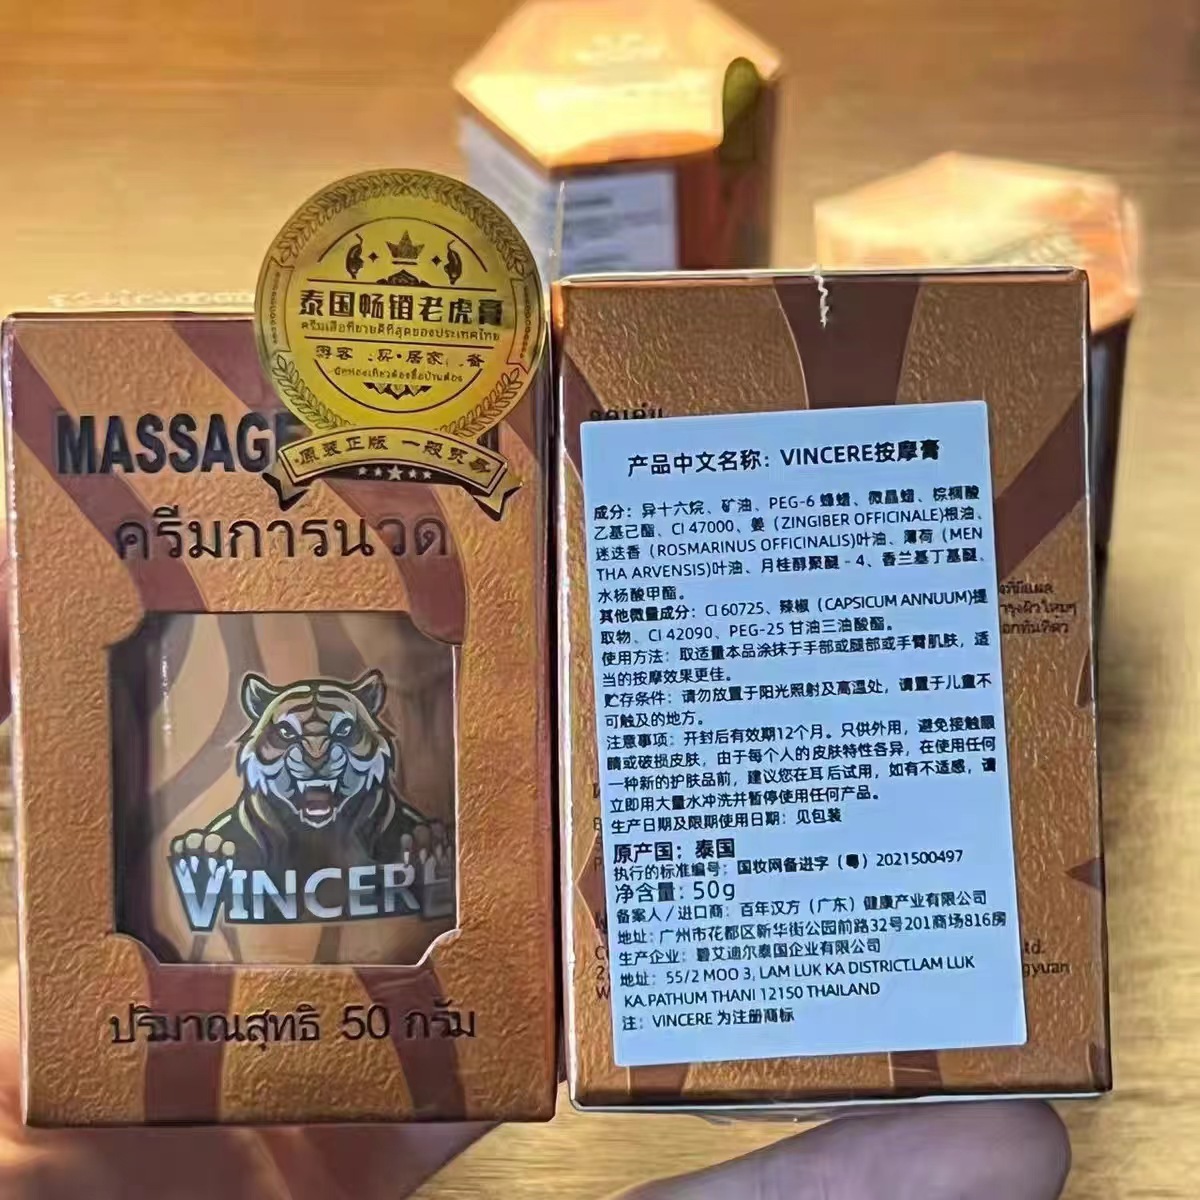 泰国畅销老虎膏
ครีมเสือที่ขายดีที่สุดของประเทศไทย
原装正版
MASSAGE
ครีมการนวด
VINCERE
ปริมาณสุทธิ 50 กรัม
产品中文名称：VINCERE按摩膏
成分：异十六烷、矿油、PEG-6 蜂蜡、微晶蜡、棕榈酸
乙基己酯、CI 47000、姜（ZINGIBER OFFICINALE)根油、
迷迭香（ROSMARINUS OFFICINALIS)叶油、薄荷（MEN
THA ARVENSIS)叶油、月桂醇聚醚 - 4、香兰基丁基醚、
水杨酸甲酯。
其他微量成分：CI 60725、辣椒（CAPSICUM ANNUUM)提
取物、CI 42090、PEG-25 甘油三油酸酯。
使用方法：取适量本品涂抹于手部或腿部或手臂肌肤，适
当的按摩效果更佳。
贮存条件：请勿放置于阳光照射及高温处，请置于儿童不
可触及的地方。
注意事项：开封后有效期12个月。只供外用，避免接触眼
睛或破损皮肤，由于每个人的皮肤特性各异，在使用任何
一种新的护肤品前，建议您在耳后试用，如有不适感，请
立即用大量水冲洗并暂停使用任何产品。
生产日期及限期使用日期：见包装
原产国：泰国
执行的标准编号：国妆网备进字（粤）2021500497
净含量：50g
备案人／进口商：百年汉方（广东）健康产业有限公司
地址：广州市花都区新华街公园前路32号201商场816房
生产企业：碧艾迪尔泰国企业有限公司
地址：55/2 MOO 3, LAM LUK KA DISTRICT.LAM LUK
KA.PATHUM THANI 12150 THAILAND
注：VINCERE 为注册商标